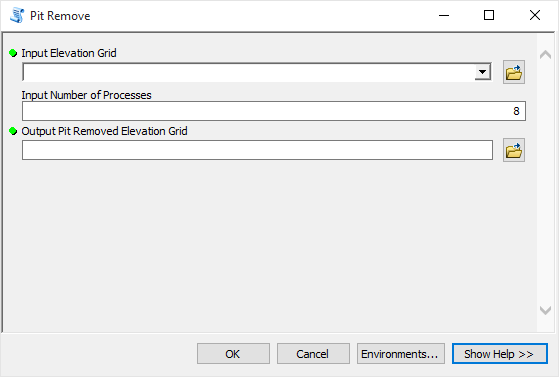 Pit Remove
Input Elevation Grid
Input Number of Processes
8
Output Pit Removed Elevation Grid
OK
Cancel
Environments...
Show Help >>